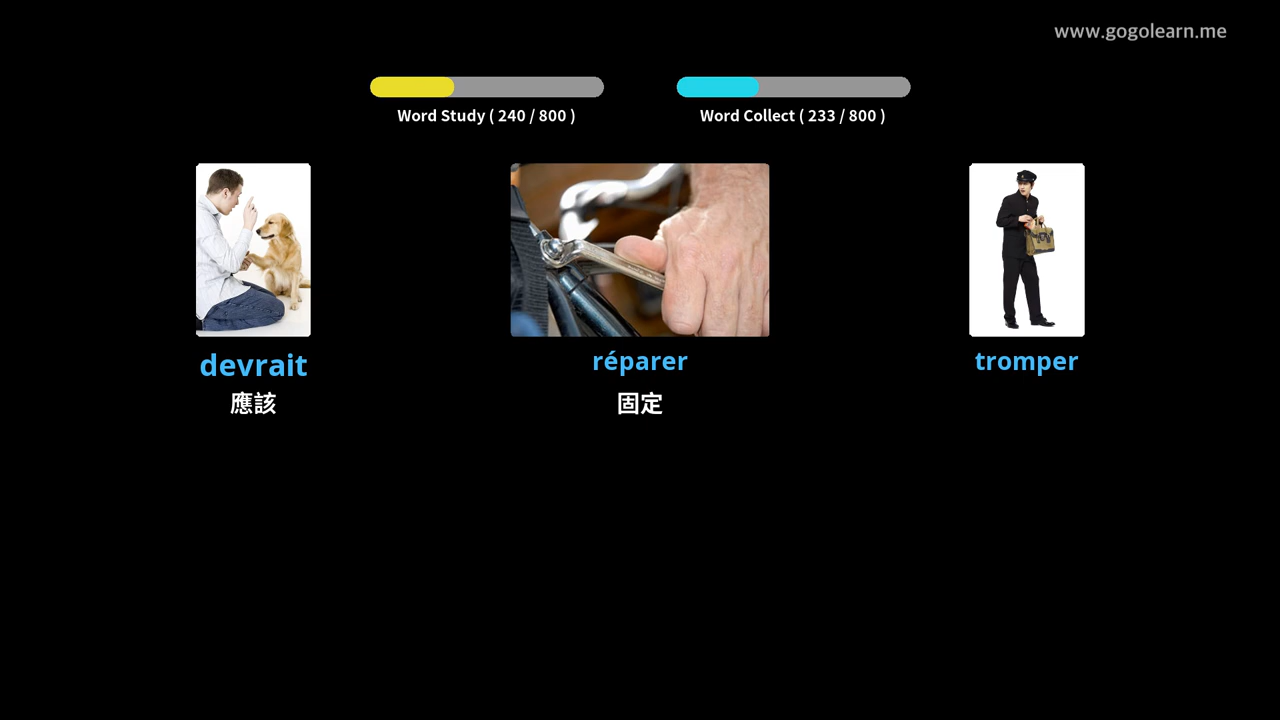 www.gogolearn.me
Word Study ( 240 / 800 )
Word Collect ( 233 / 800 )
devrait
應該
réparer
固定
tromper